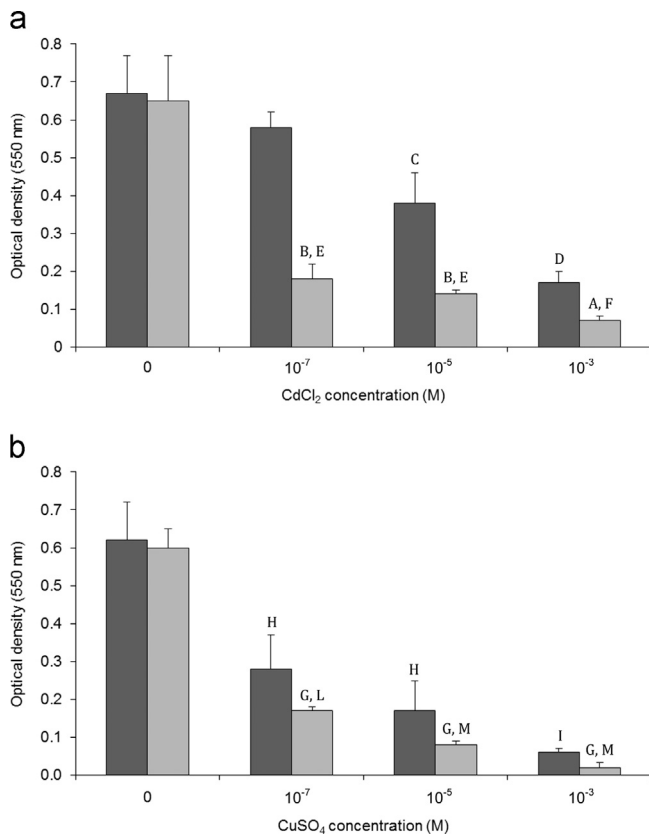 a
0.8
0.7
0.6
0.5
0.4
0.3
0.2
0.1
0
Optical density (550 nm)
C
B, E
B, E
D
A, F
0 10⁻⁷ 10⁻⁵ 10⁻³
CdCl₂ concentration (M)
b
0.8
0.7
0.6
0.5
0.4
0.3
0.2
0.1
0.0
Optical density (550 nm)
H
G, L
H
G, M
I
G, M
0 10⁻⁷ 10⁻⁵ 10⁻³
CuSO₄ concentration (M)